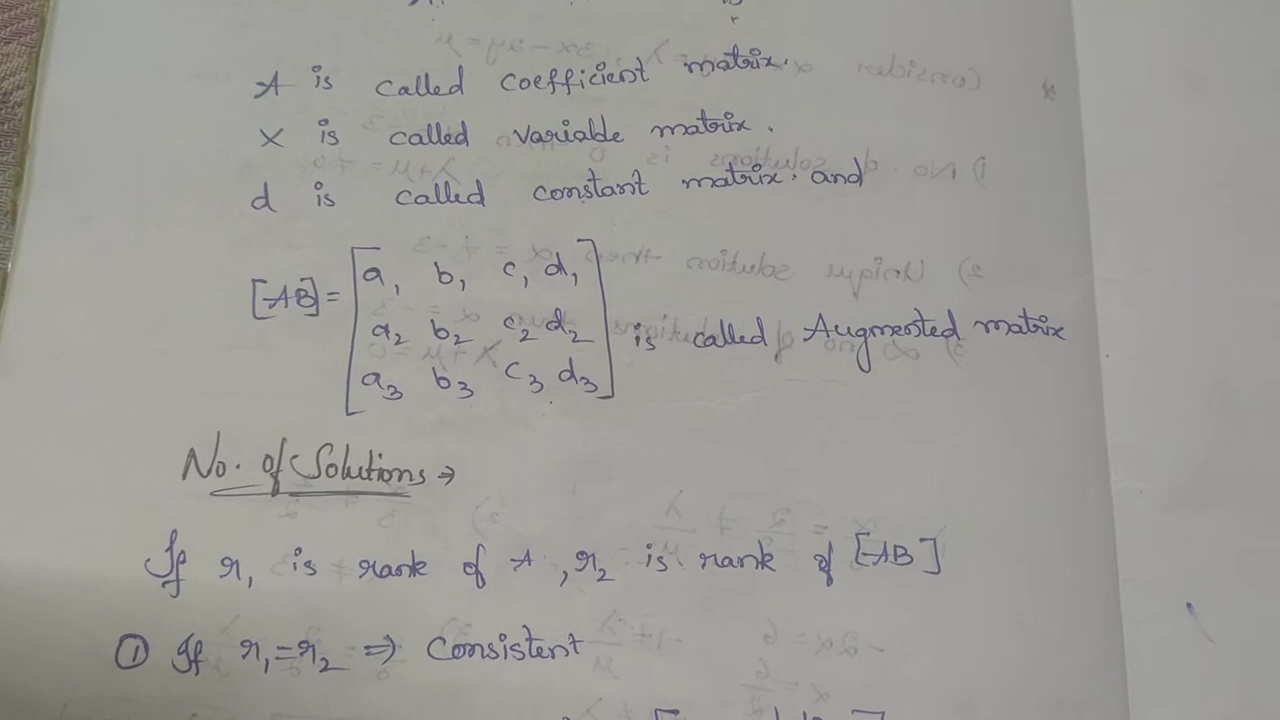 A is called coefficient matrix.
X is called variable matrix.
d is called constant matrix. and
[AB] = [a₁ b₁ c₁ d₁
a₂ b₂ c₂ d₂
a₃ b₃ c₃ d₃] is called Augmented matrix
No. of Solutions →
If r₁ is rank of A, r₂ is rank of [AB]
① If r₁=r₂ ⇒ Consistent